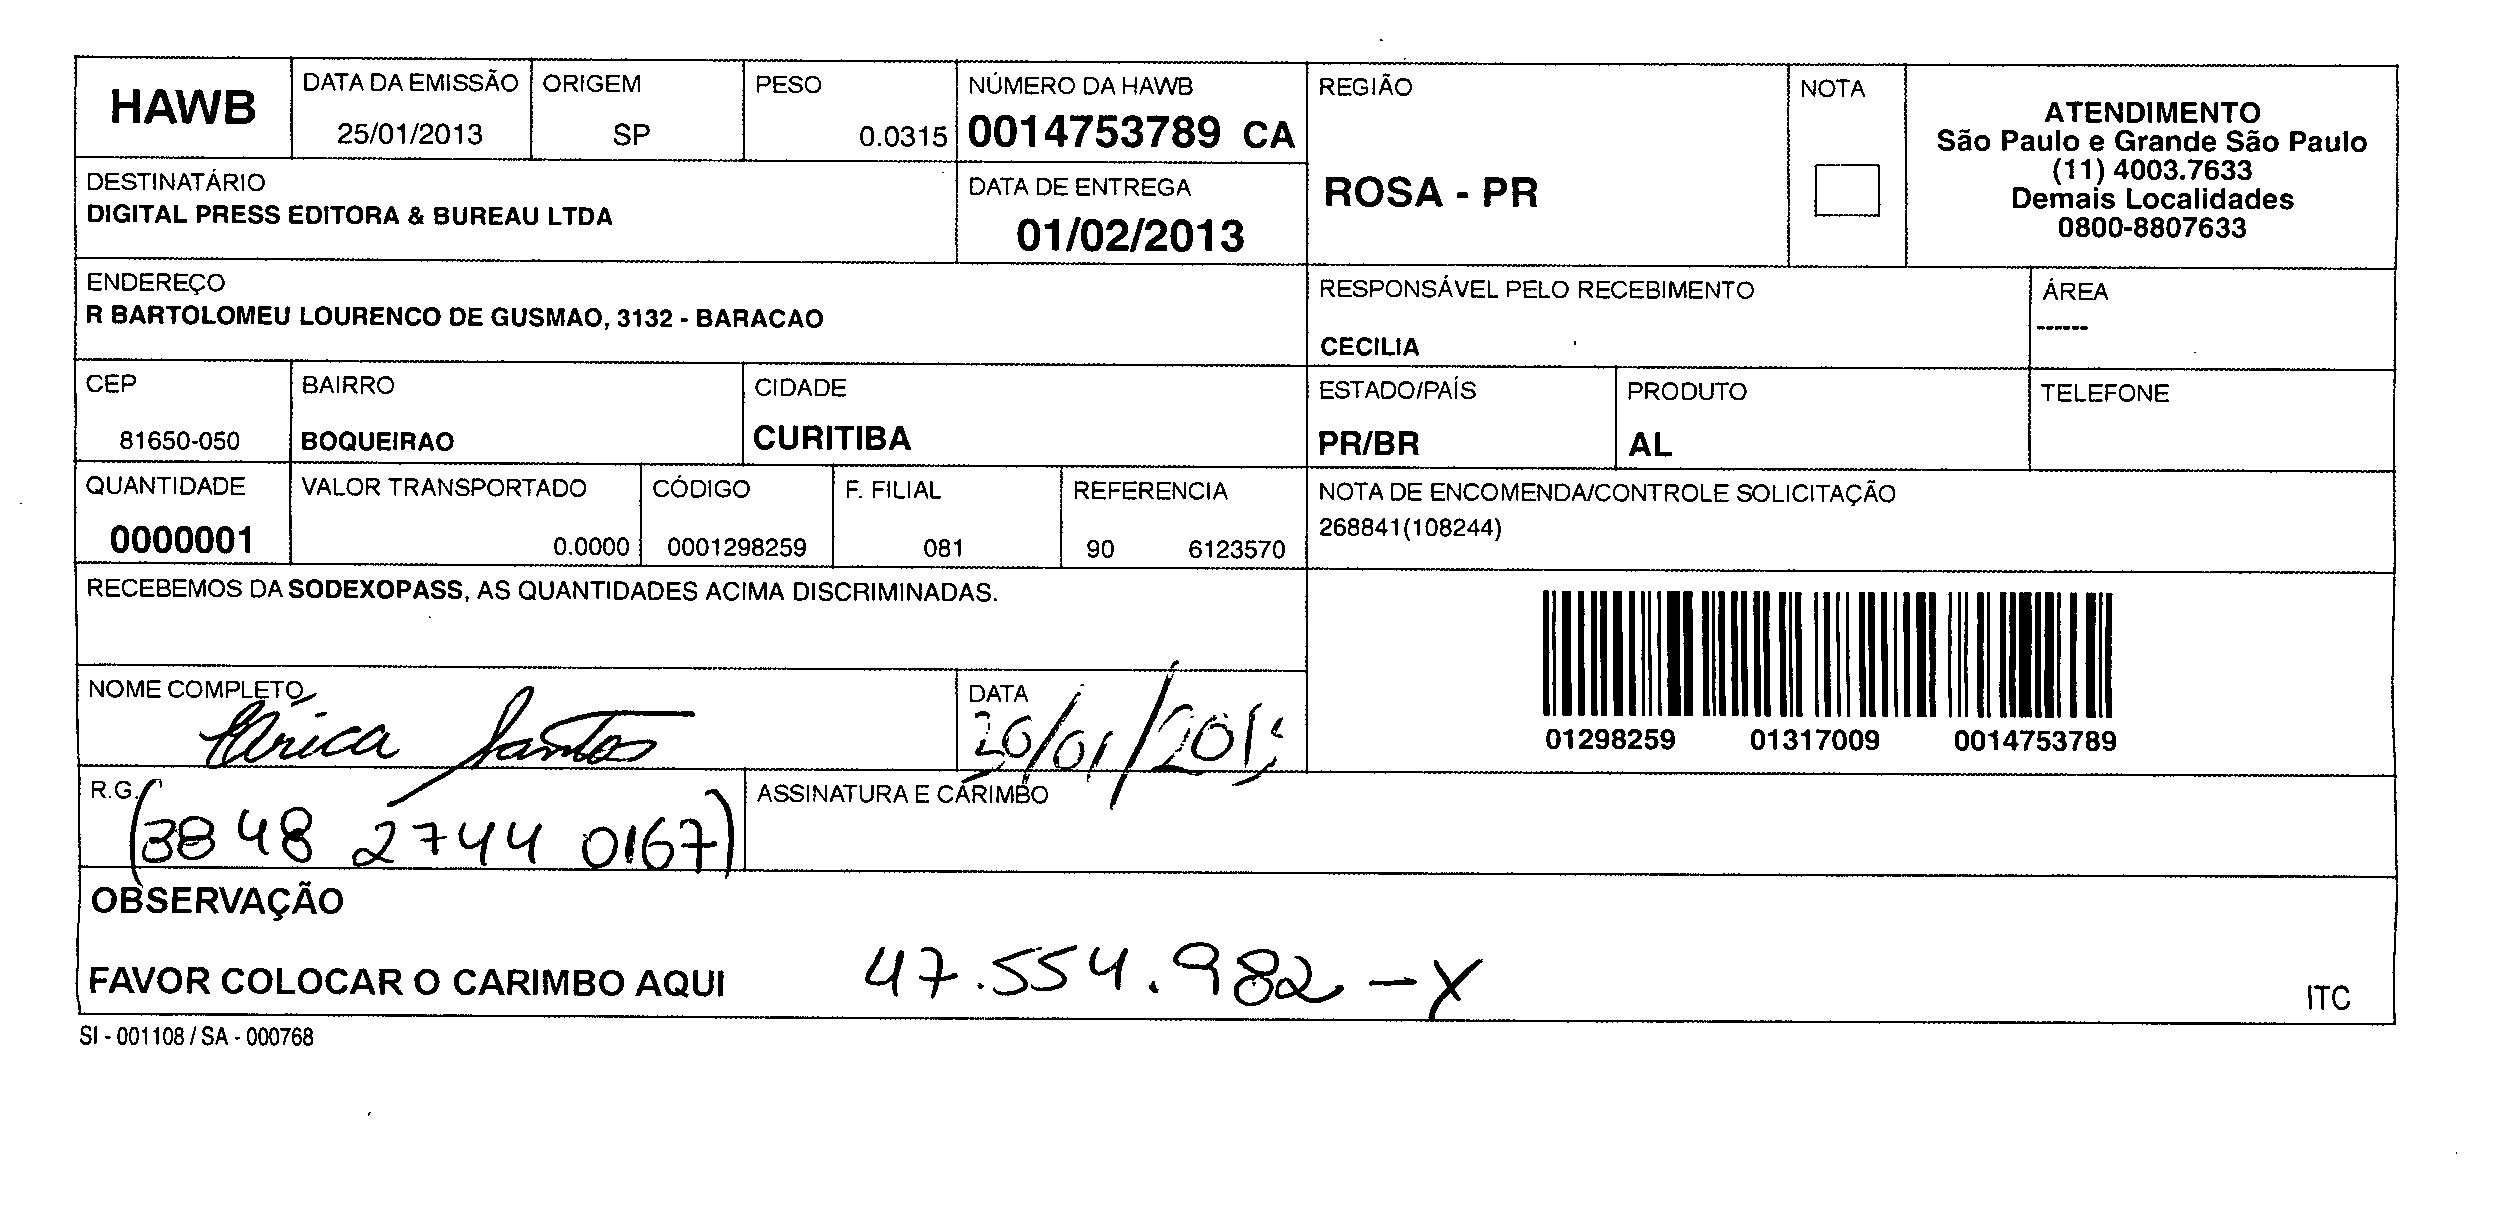 HAWB
DATA DA EMISSÃO
25/01/2013
ORIGEM
SP
PESO
0.0315
NÚMERO DA HAWB
0014753789 CA
REGIÃO
ROSA - PR
NOTA
ATENDIMENTO
São Paulo e Grande São Paulo
(11) 4003.7633
Demais Localidades
0800-8807633
DESTINATÁRIO
DIGITAL PRESS EDITORA & BUREAU LTDA
DATA DE ENTREGA
01/02/2013
ENDEREÇO
R BARTOLOMEU LOURENCO DE GUSMAO, 3132 - BARACAO
RESPONSÁVEL PELO RECEBIMENTO
CECILIA
ÁREA
------
CEP
81650-050
BAIRRO
BOQUEIRAO
CIDADE
CURITIBA
ESTADO/PAÍS
PR/BR
PRODUTO
AL
TELEFONE
QUANTIDADE
0000001
VALOR TRANSPORTADO
0.0000
CÓDIGO
0001298259
F. FILIAL
081
REFERENCIA
90 6123570
NOTA DE ENCOMENDA/CONTROLE SOLICITAÇÃO
268841(108244)
RECEBEMOS DA SODEXOPASS, AS QUANTIDADES ACIMA DISCRIMINADAS.
01298259 01317009 0014753789
NOME COMPLETO
Santos
DATA
R.G.
(3848 2744 0167)
ASSINATURA E CARIMBO
OBSERVAÇÃO
FAVOR COLOCAR O CARIMBO AQUI
47.554.982-X
ITC
SI - 001108 / SA - 000768